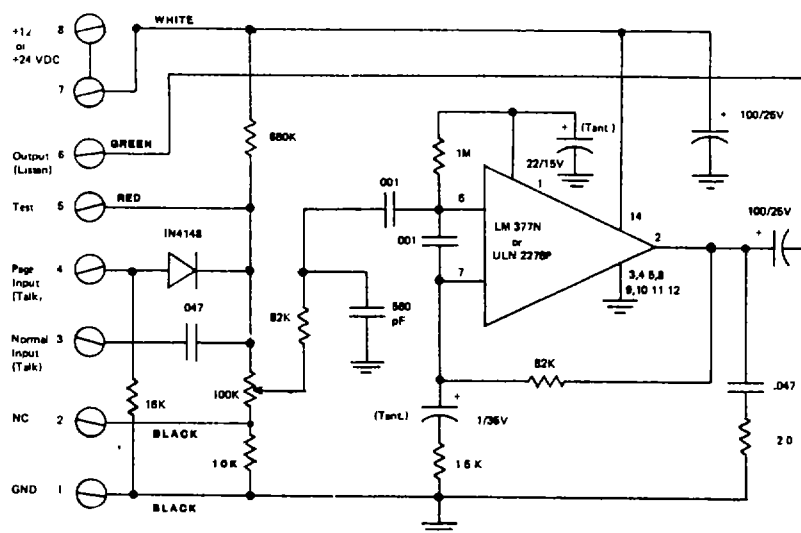 +12
or
+24 VDC
8
7
WHITE
GREEN
Output 6
(Listen)
RED
Test 5
IN4148
Page 4
Input
(Talk,
047
Normal 3
Input
(Talk)
NC 2
BLACK
GND 1
BLACK
680K
100K
10K
16K
82K
680
pF
001
001
1M
6
7
22/15V
+ (Tant.)
1
LM 377N
or
ULN 2278P
14
2
3,4 5,8
9,10 11 12
82K
(Tant.)
+
1/35V
15K
+ 100/25V
100/25V
+
.047
2 0